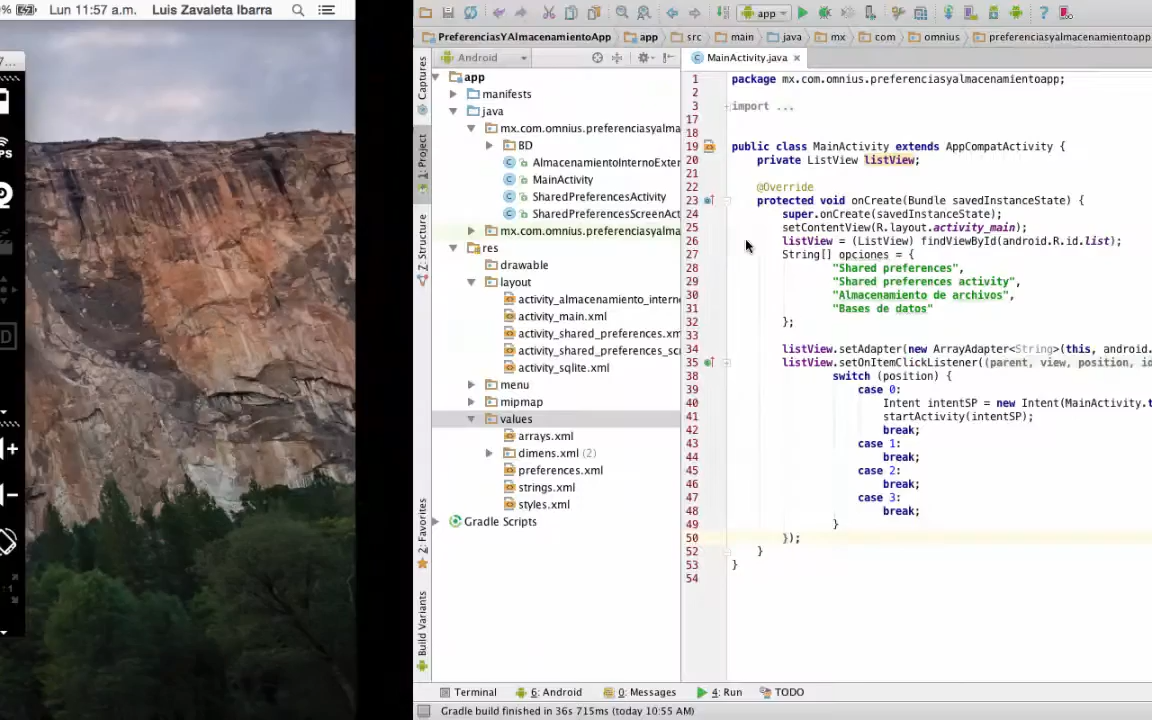 Lun 11:57 a.m. Luis Zavaleta Ibarra
app
PreferenciasYAlmacenamientoApp app src main java mx com omnius preferenciasyalmacenamientoapp
Android
MainActivity.java
Captures
1: Project
7: Structure
2: Favorites
Build Variants
app
manifests
java
mx.com.omnius.preferenciasyalma
BD
AlmacenamientoInternoExter
MainActivity
SharedPreferencesActivity
SharedPreferencesScreenAct
mx.com.omnius.preferenciasyalma
res
drawable
layout
activity_almacenamiento_interno
activity_main.xml
activity_shared_preferences.xm
activity_shared_preferences_scr
activity_sqlite.xml
menu
mipmap
values
arrays.xml
dimens.xml (2)
preferences.xml
strings.xml
styles.xml
Gradle Scripts
1 package mx.com.omnius.preferenciasyalmacenamientoapp;
2
3 import ...
17
18
19 public class MainActivity extends AppCompatActivity {
20 private ListView listView;
21
22 @Override
23 protected void onCreate(Bundle savedInstanceState) {
24 super.onCreate(savedInstanceState);
25 setContentView(R.layout.activity_main);
26 listView = (ListView) findViewById(android.R.id.list);
27 String[] opciones = {
28 "Shared preferences",
29 "Shared preferences activity",
30 "Almacenamiento de archivos",
31 "Bases de datos"
32 };
33
34 listView.setAdapter(new ArrayAdapter<String>(this, android.
35 listView.setOnItemClickListener((parent, view, position, id
38 switch (position) {
39 case 0:
40 Intent intentSP = new Intent(MainActivity.t
41 startActivity(intentSP);
42 break;
43 case 1:
44 break;
45 case 2:
46 break;
47 case 3:
48 break;
49 }
50 });
52 }
53 }
54
Terminal 6: Android 0: Messages 4: Run TODO
Gradle build finished in 36s 715ms (today 10:55 AM)